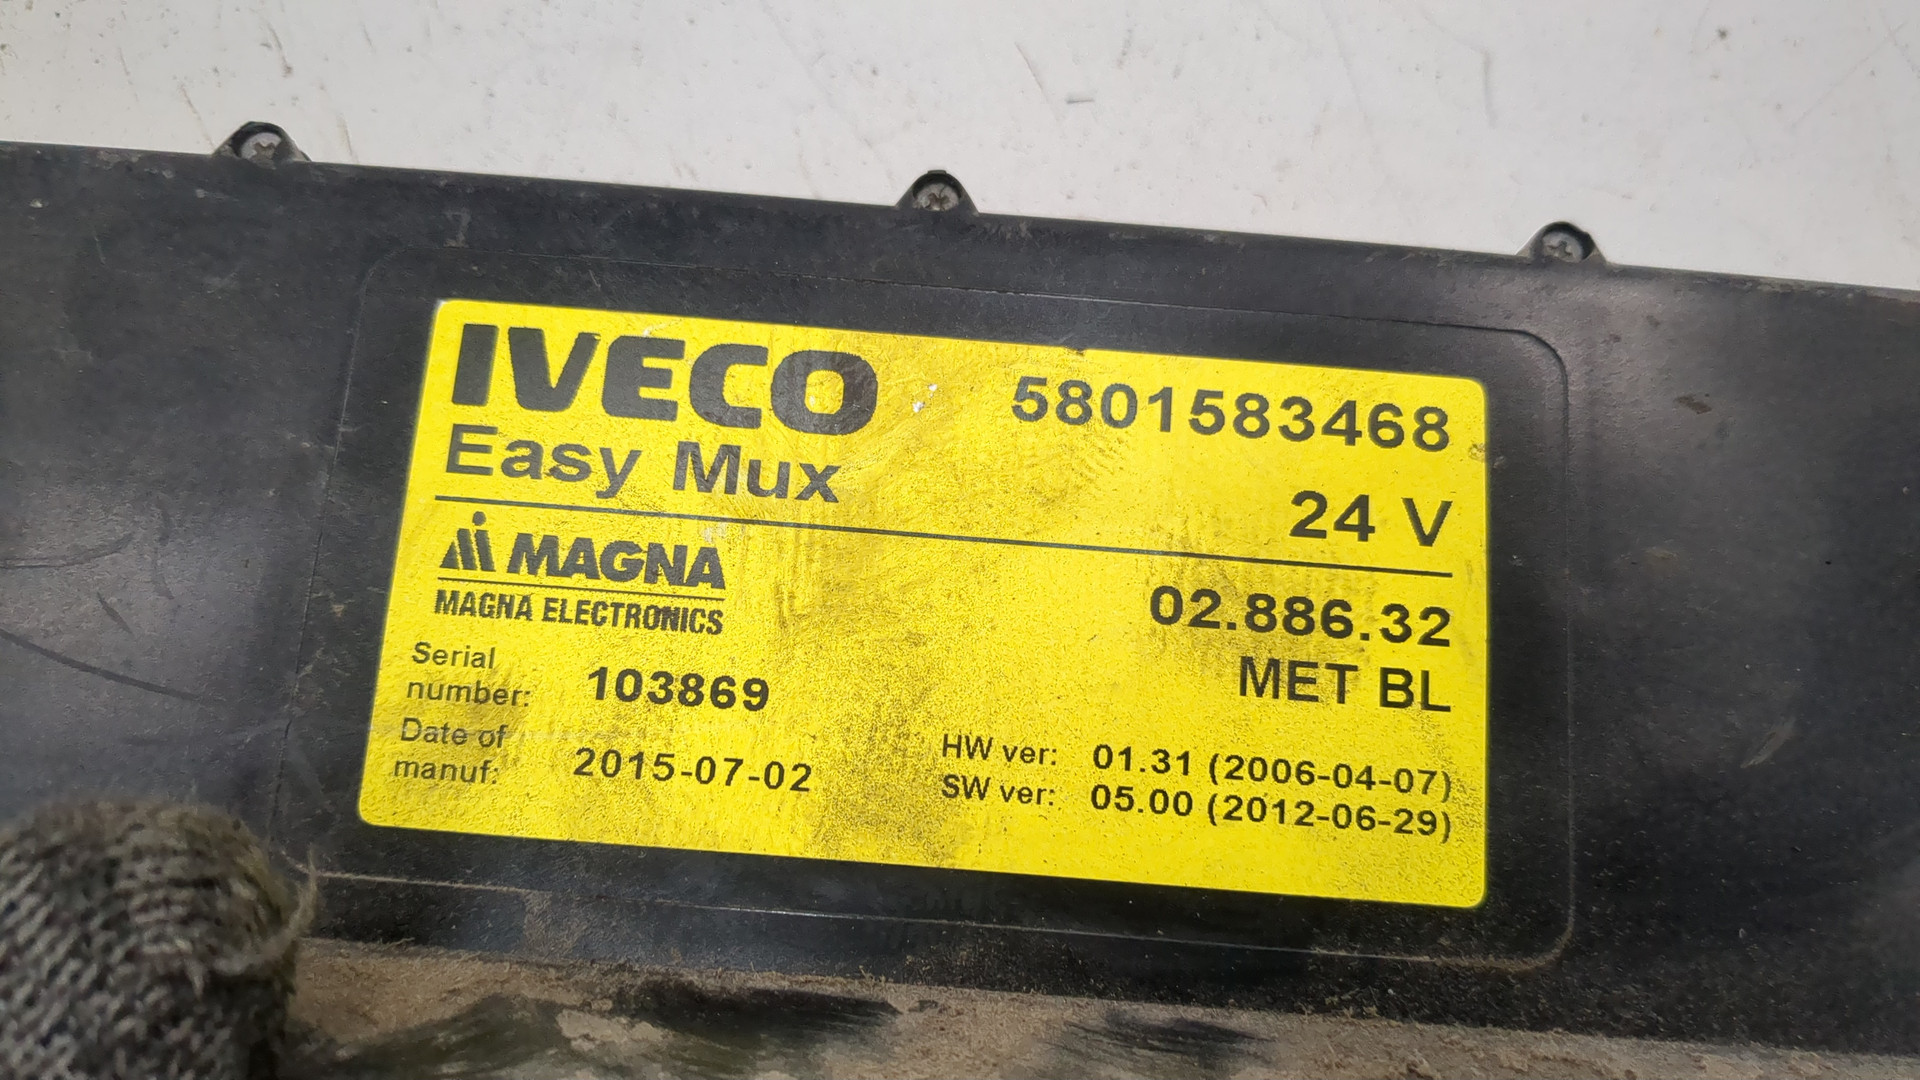 IVECO 5801583468
Easy Mux
24 V
MAGNA
MAGNA ELECTRONICS
02.886.32
MET BL
Serial number: 103869
Date of manuf: 2015-07-02
HW ver: 01.31 (2006-04-07)
SW ver: 05.00 (2012-06-29)